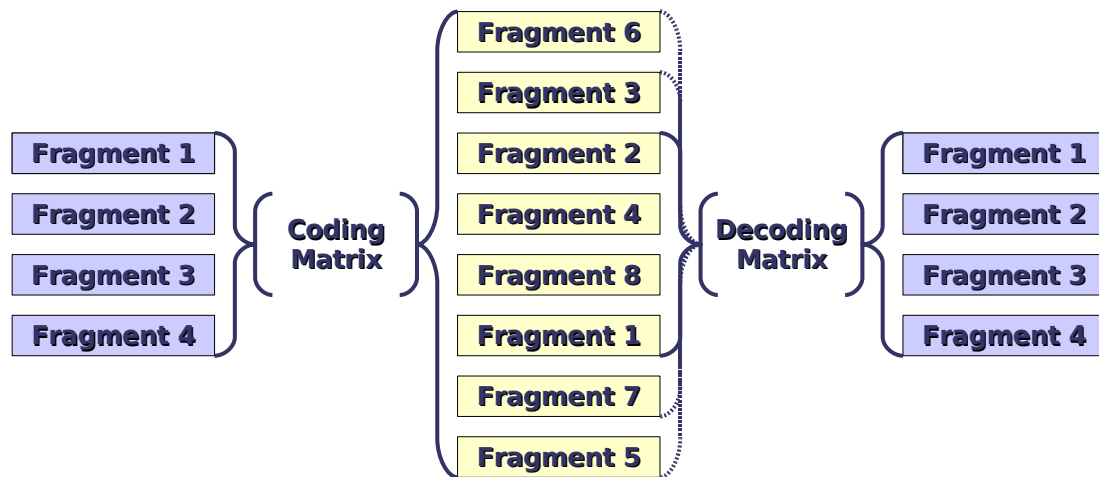 Fragment 1
Fragment 2
Fragment 3
Fragment 4
Coding
Matrix
Fragment 6
Fragment 3
Fragment 2
Fragment 4
Fragment 8
Fragment 1
Fragment 7
Fragment 5
Decoding
Matrix
Fragment 1
Fragment 2
Fragment 3
Fragment 4